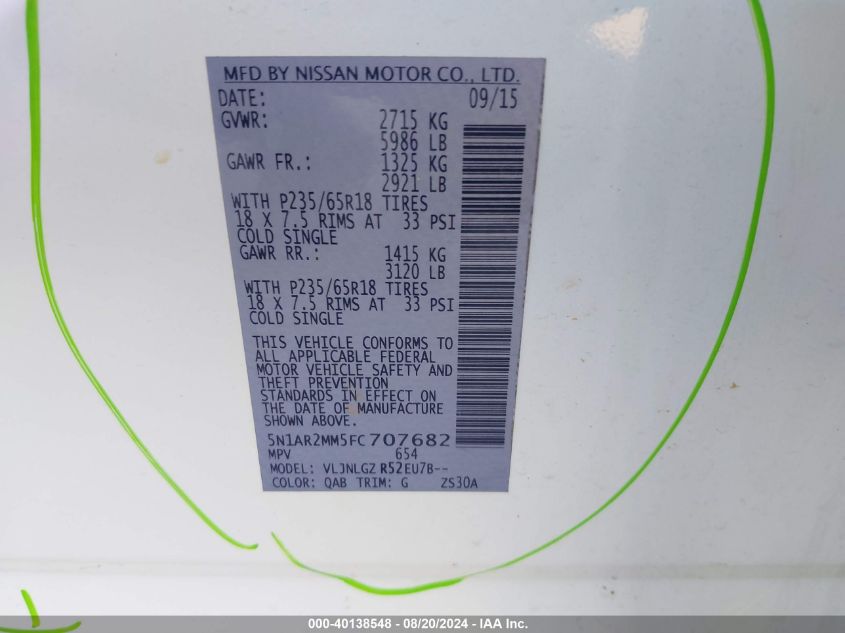 MFD BY NISSAN MOTOR CO., LTD.
DATE: 09/15
GVWR: 2715 KG
5986 LB
GAWR FR.: 1325 KG
2921 LB
WITH P235/65R18 TIRES
18 X 7.5 RIMS AT 33 PSI
COLD SINGLE
GAWR RR.: 1415 KG
3120 LB
WITH P235/65R18 TIRES
18 X 7.5 RIMS AT 33 PSI
COLD SINGLE
THIS VEHICLE CONFORMS TO
ALL APPLICABLE FEDERAL
MOTOR VEHICLE SAFETY AND
THEFT PREVENTION
STANDARDS IN EFFECT ON
THE DATE OF MANUFACTURE
SHOWN ABOVE.
5N1AR2MM5FC707682
MPV 654
MODEL: VLJNLGZ R52EU7B--
COLOR: QAB TRIM: G ZS30A
000-40138548 - 08/20/2024 - IAA Inc.